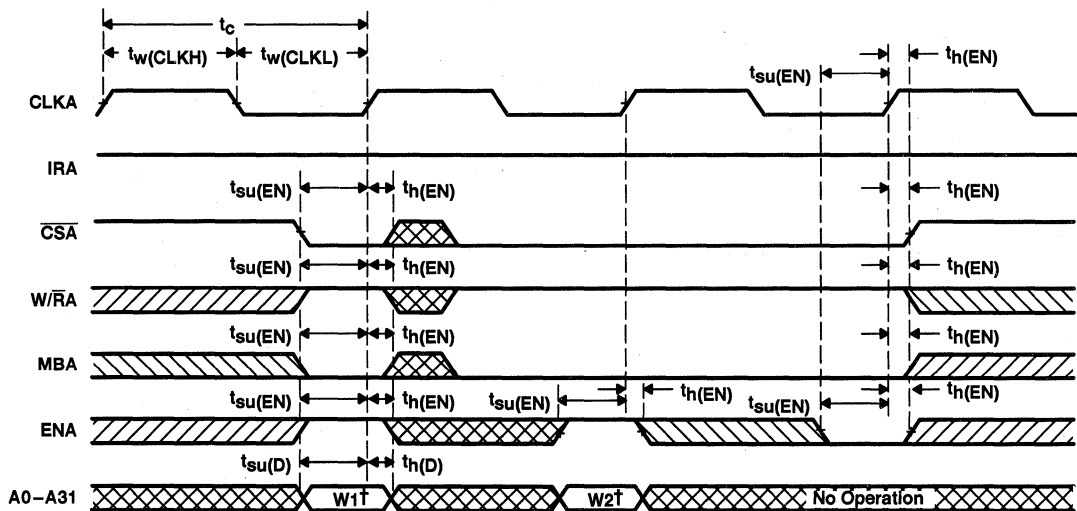 tc
tw(CLKH) tw(CLKL) th(EN)
tsu(EN)
CLKA
IRA
tsu(EN) th(EN) th(EN)
CSA
tsu(EN) th(EN) th(EN)
W/RA
tsu(EN) th(EN) th(EN)
MBA
tsu(EN) th(EN) tsu(EN) th(EN) tsu(EN) th(EN)
ENA
tsu(D) th(D)
A0–A31 W1† W2† No Operation